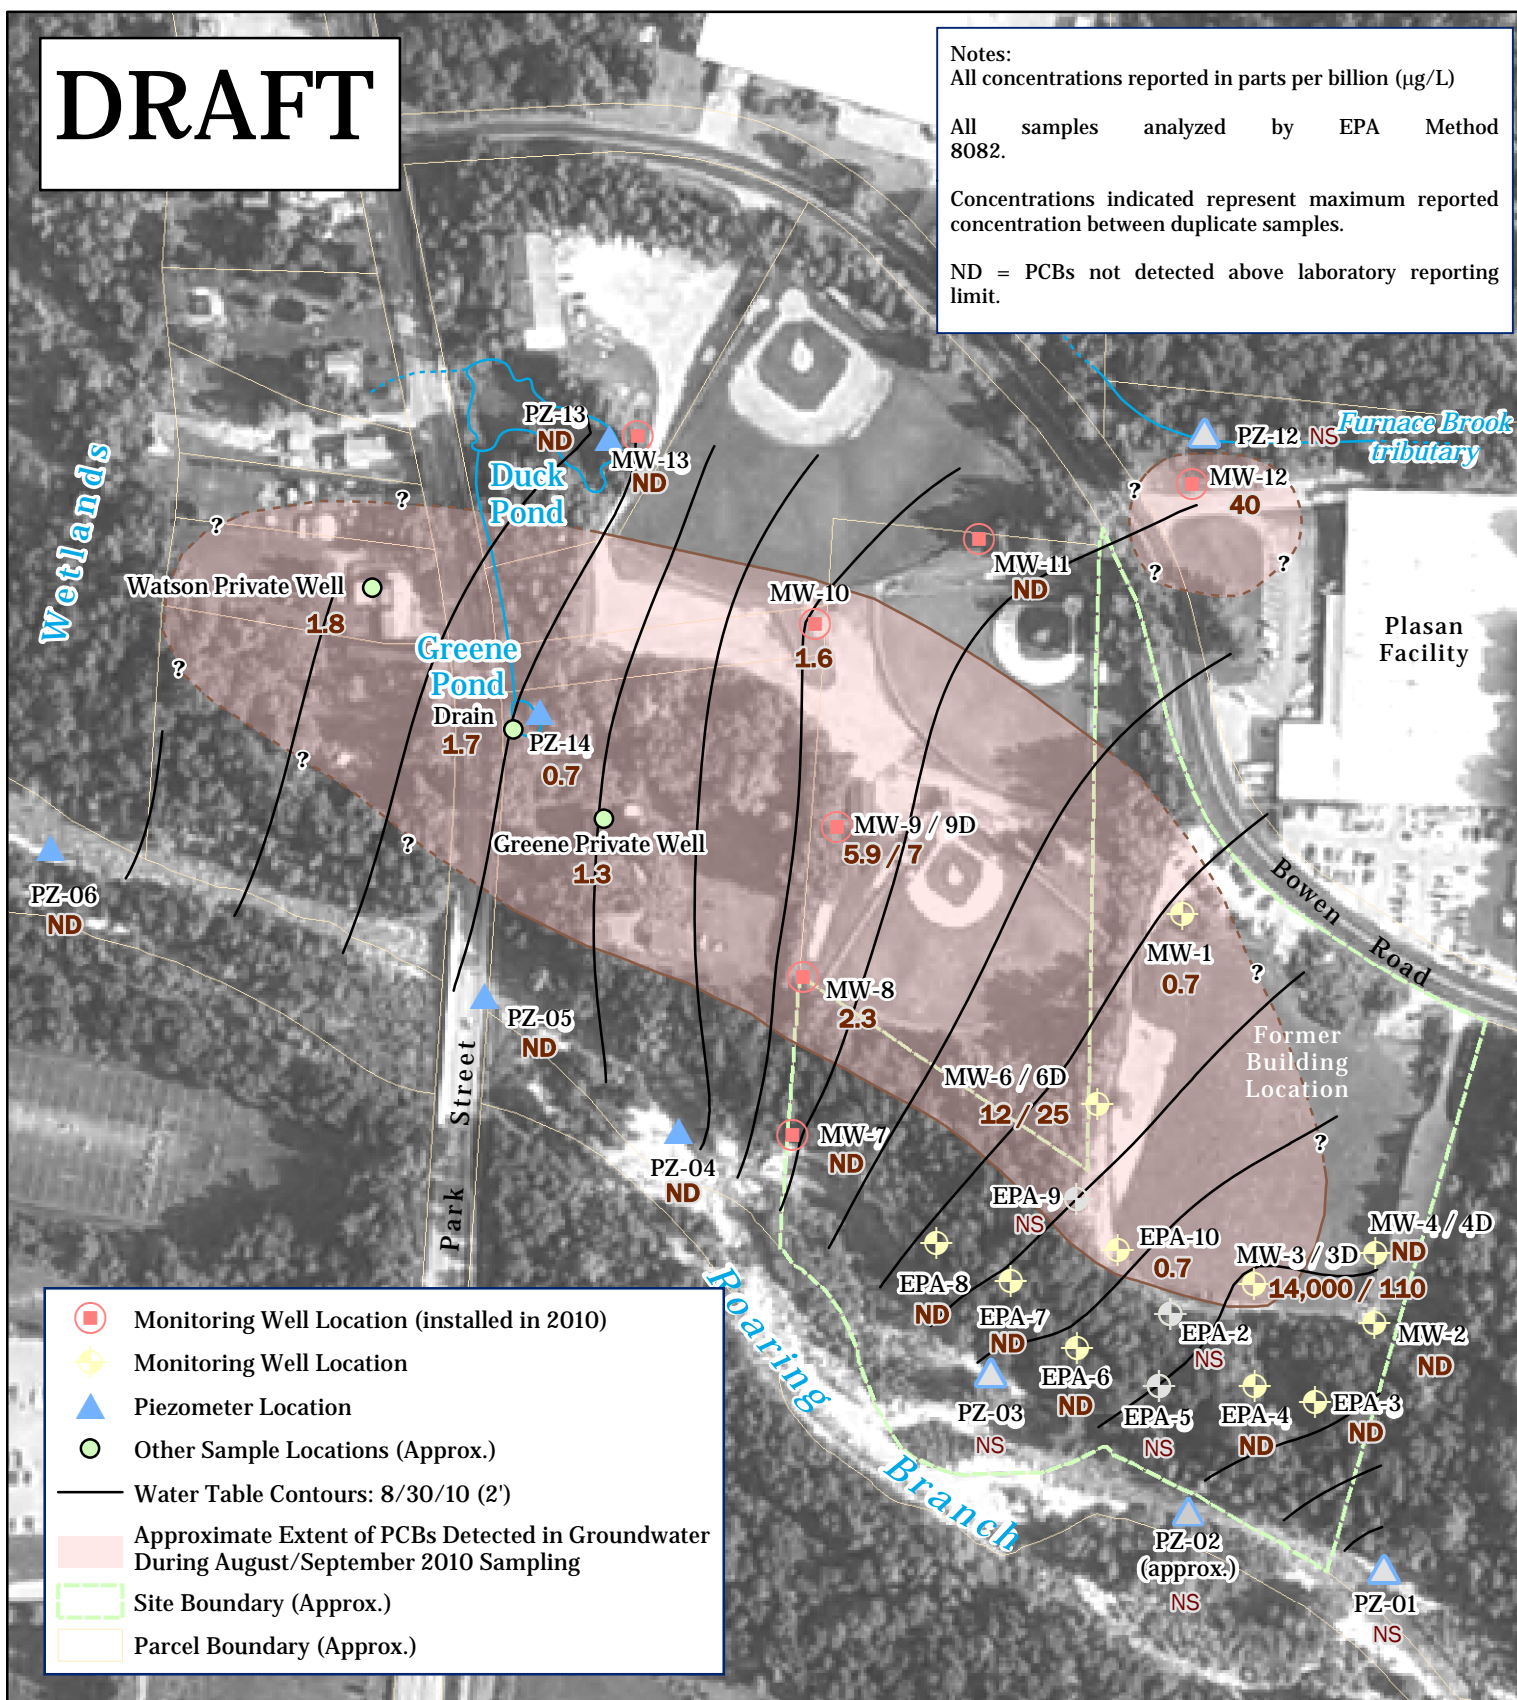 DRAFT
Notes:
All concentrations reported in parts per billion (µg/L)
All samples analyzed by EPA Method
8082.
Concentrations indicated represent maximum reported
concentration between duplicate samples.
ND = PCBs not detected above laboratory reporting
limit.
PZ-13
ND
MW-13
ND
Duck
Pond
PZ-12 NS
Furnace Brook
tributary
MW-12
40
?
?
?
MW-11
ND
Wetlands
?
?
?
?
?
Watson Private Well
1.8
MW-10
1.6
Plasan
Facility
Greene
Pond
Drain
1.7
PZ-14
0.7
Greene Private Well
1.3
MW-9 / 9D
5.9 / 7
PZ-06
ND
Bowen Road
MW-1
0.7
?
MW-8
2.3
PZ-05
ND
Former
Building
Location
MW-6 / 6D
12 / 25
Park Street
PZ-04
ND
MW-7
ND
?
EPA-9
NS
EPA-10
0.7
MW-4 / 4D
ND
MW-3 / 3D
14,000 / 110
EPA-8
ND
EPA-7
ND
EPA-2
NS
MW-2
ND
EPA-6
ND
EPA-5
NS
EPA-4
ND
EPA-3
ND
PZ-03
NS
Roaring Branch
PZ-02
(approx.)
NS
PZ-01
NS
Monitoring Well Location (installed in 2010)
Monitoring Well Location
Piezometer Location
Other Sample Locations (Approx.)
Water Table Contours: 8/30/10 (2')
Approximate Extent of PCBs Detected in Groundwater
During August/September 2010 Sampling
Site Boundary (Approx.)
Parcel Boundary (Approx.)